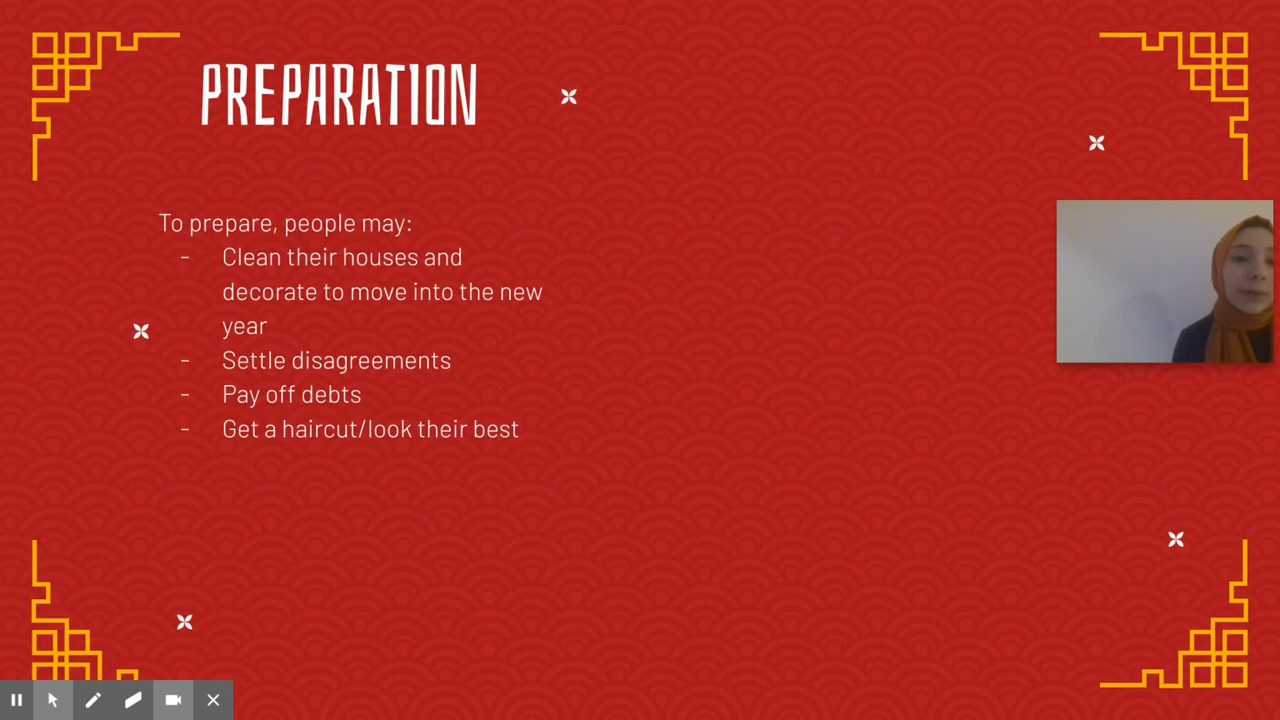 PREPARATION
To prepare, people may:
- Clean their houses and
decorate to move into the new
year
- Settle disagreements
- Pay off debts
- Get a haircut/look their best